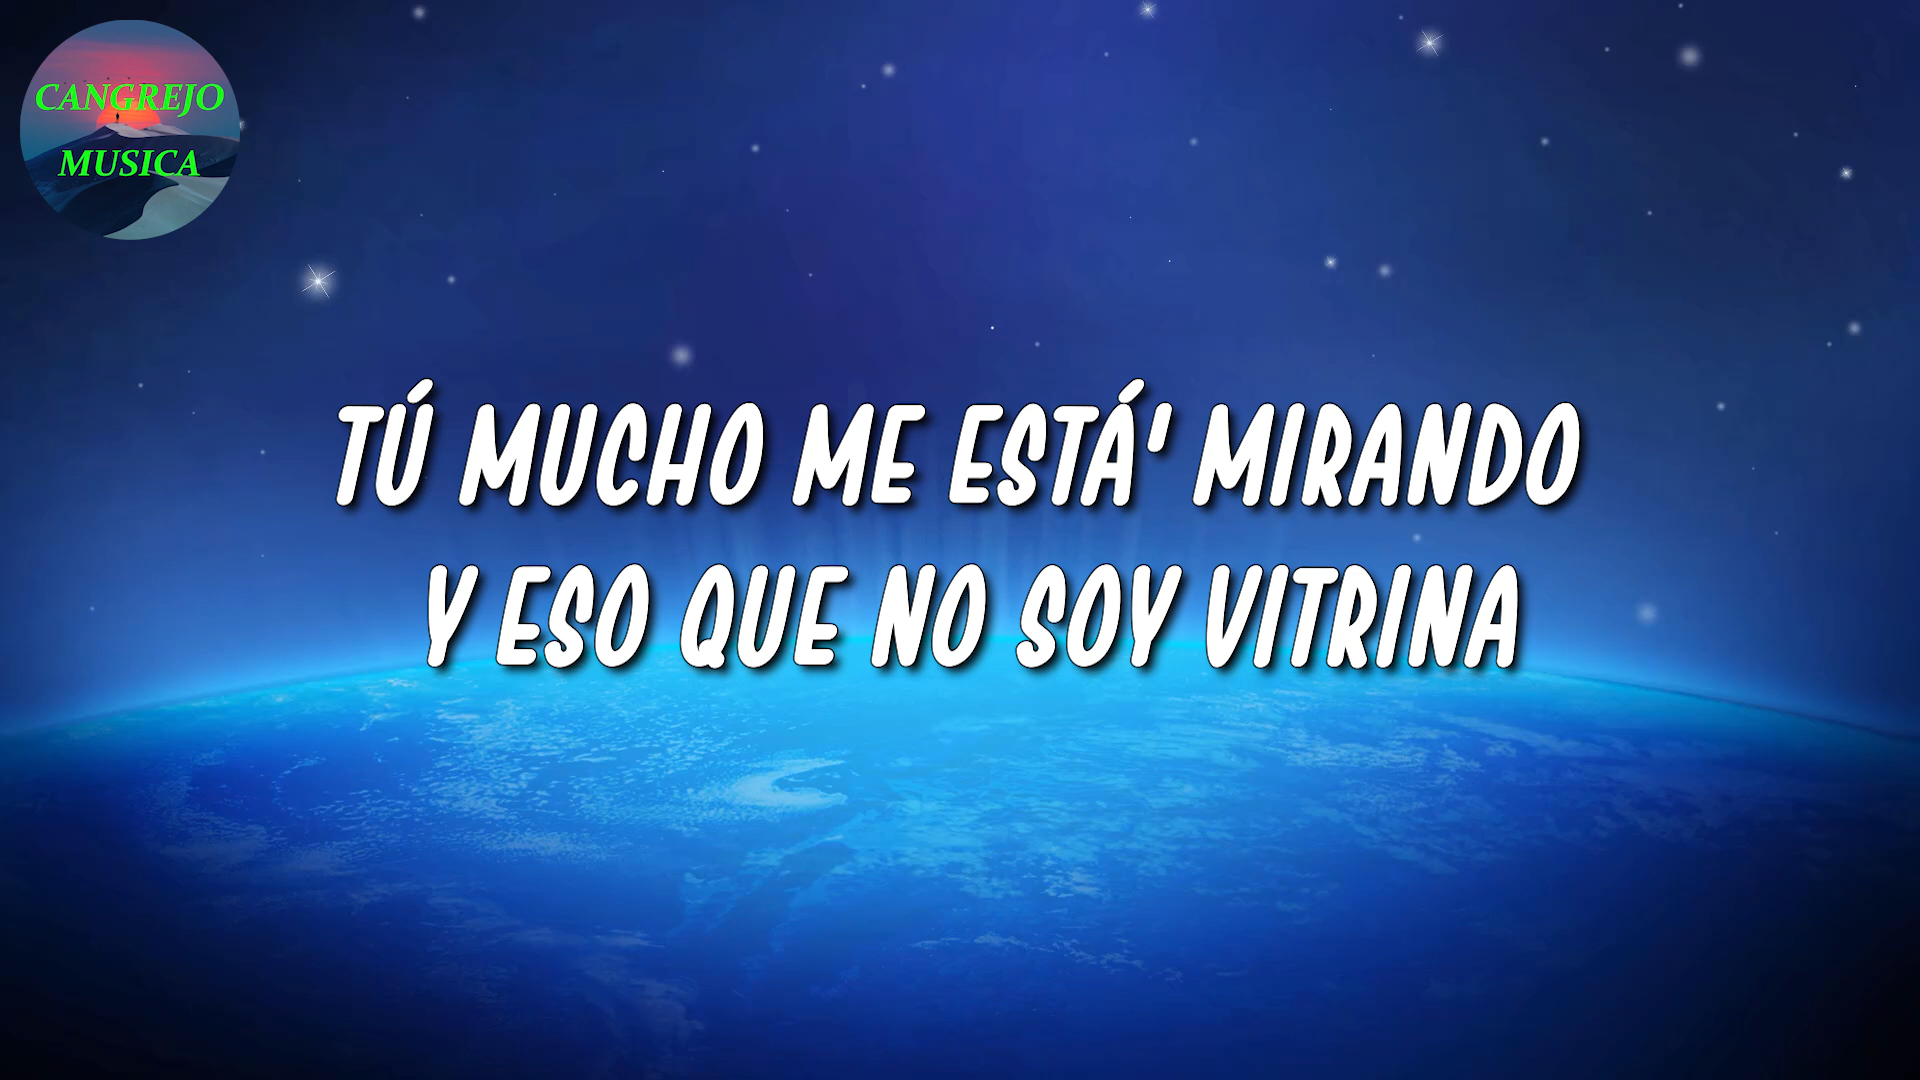 CANGREJO
MUSICA
TÚ MUCHO ME ESTÁ' MIRANDO
Y ESO QUE NO SOY VITRINA